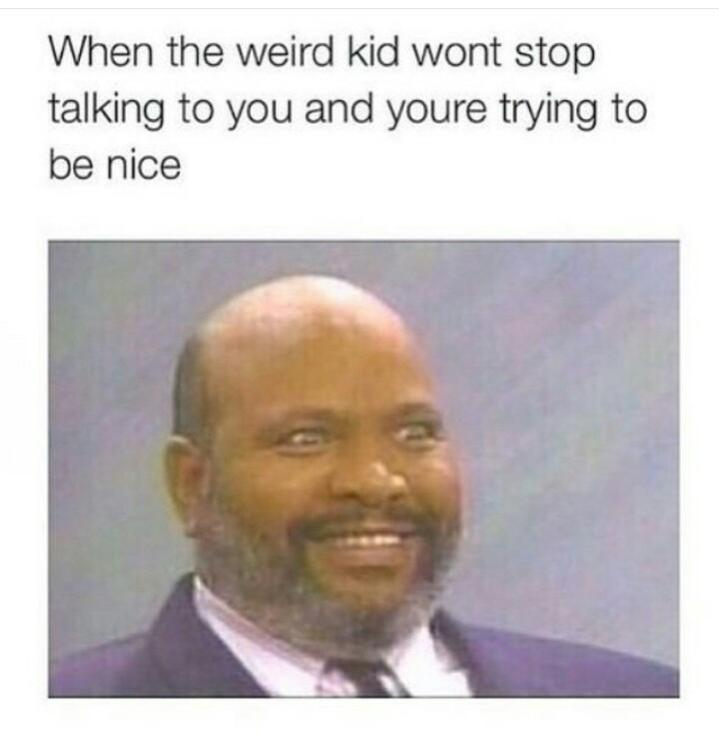 When the weird kid wont stop
talking to you and youre trying to
be nice